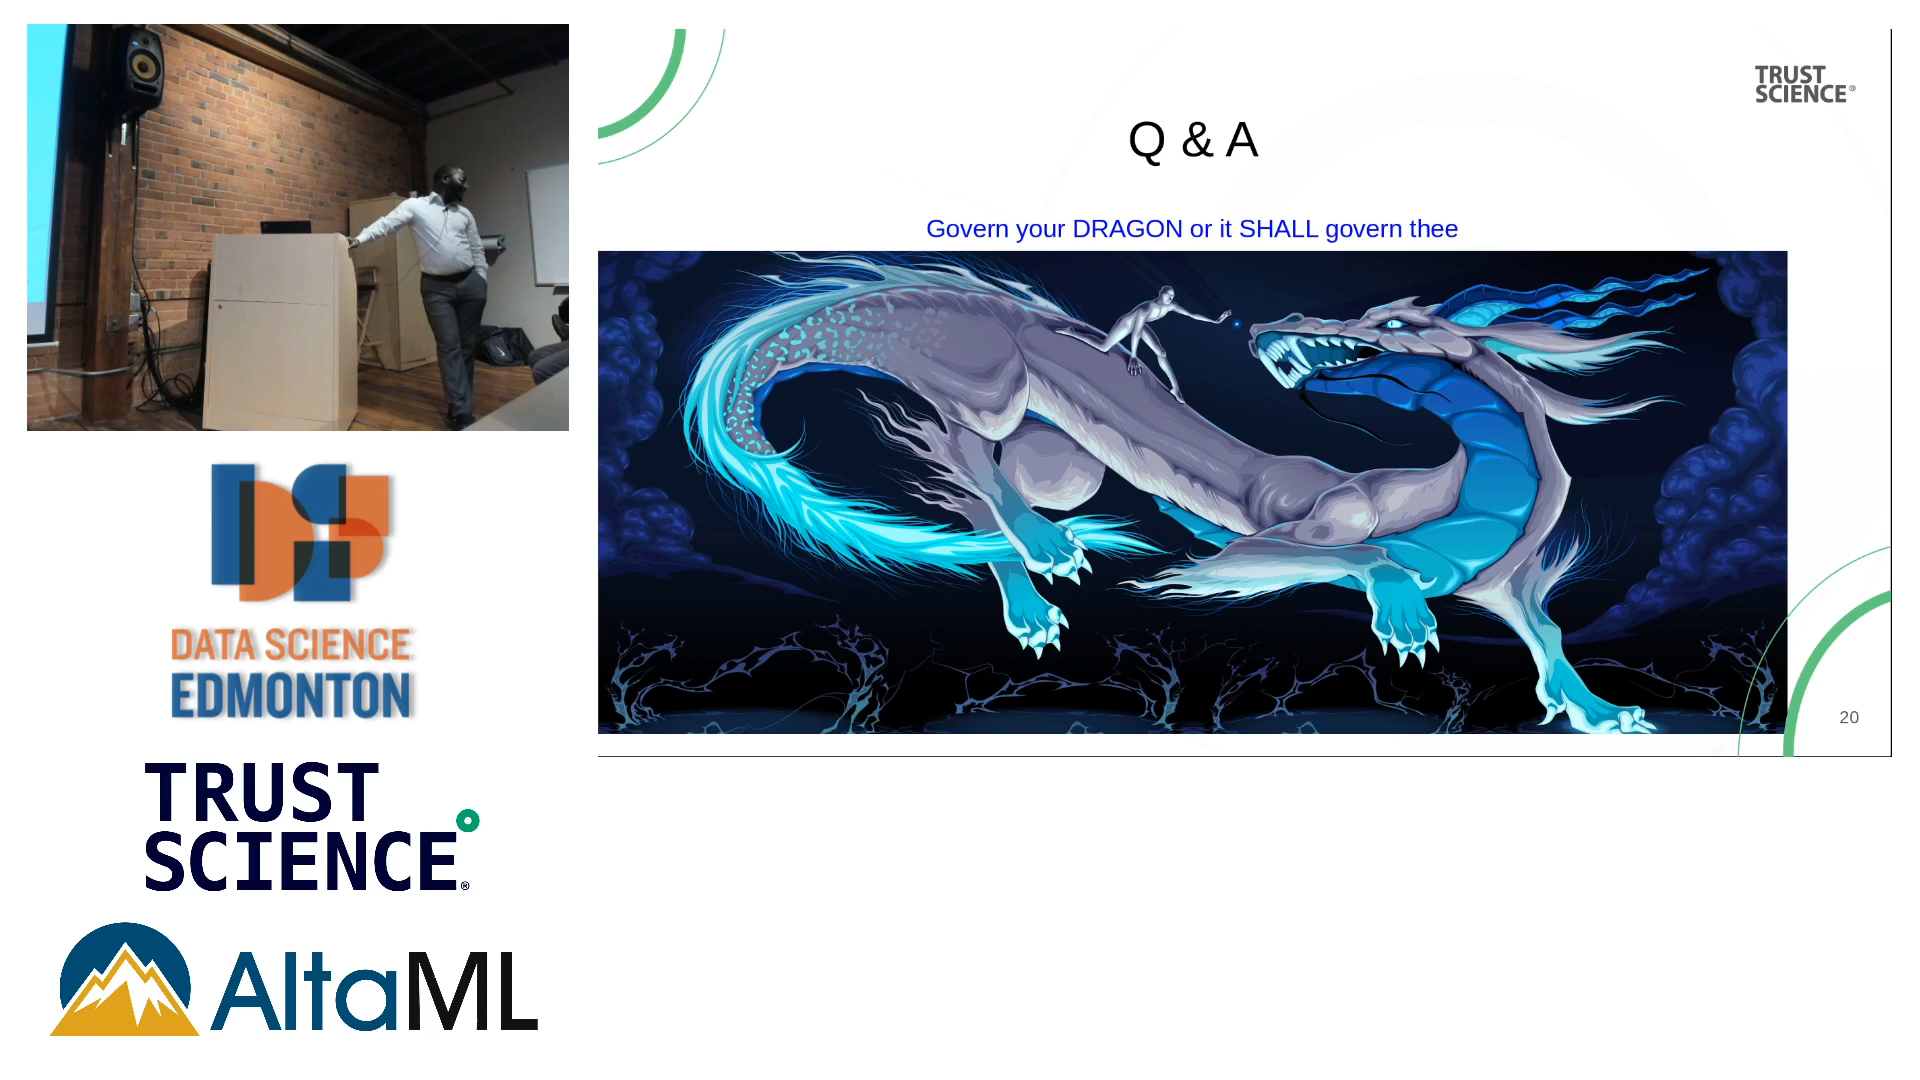 TRUST
SCIENCE®
Q & A
Govern your DRAGON or it SHALL govern thee
20
DATA SCIENCE
EDMONTON
TRUST
SCIENCE®
AltaML